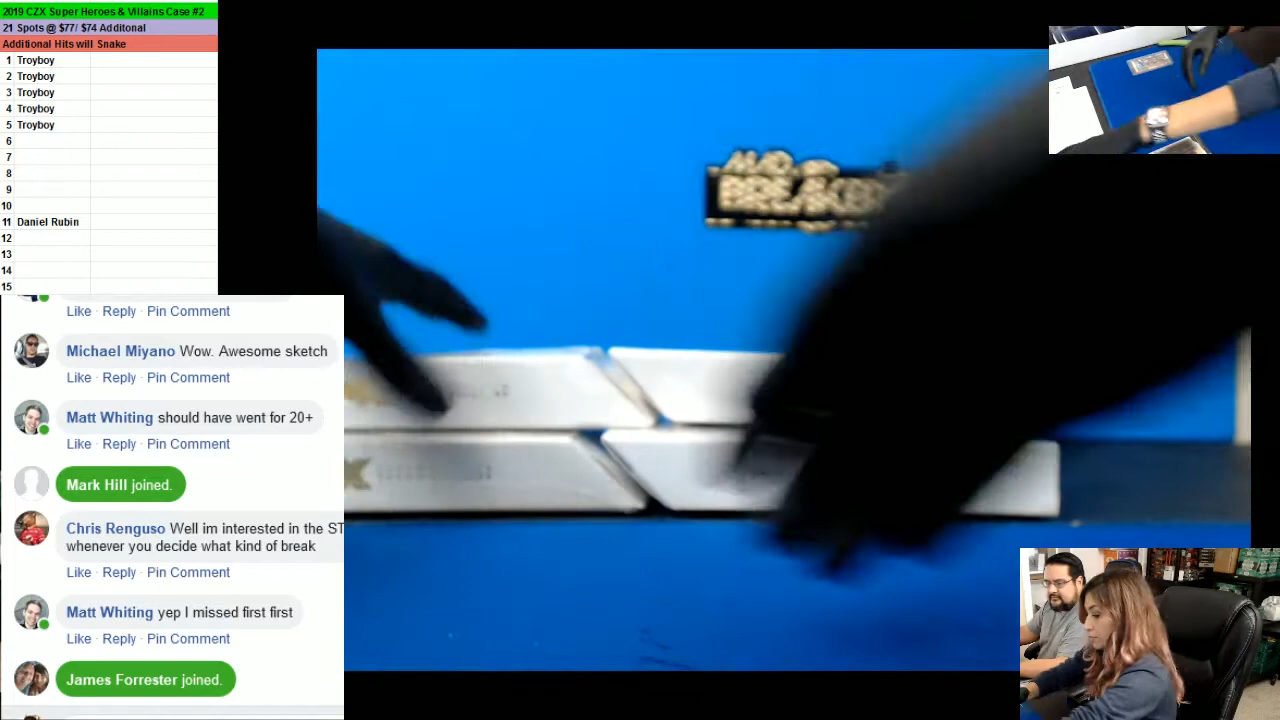 2019 CZX Super Heroes & Villains Case #2
21 Spots @ $77/ $74 Additonal
Additional Hits will Snake
1 Troyboy
2 Troyboy
3 Troyboy
4 Troyboy
5 Troyboy
6
7
8
9
10
11 Daniel Rubin
12
13
14
15
Like · Reply · Pin Comment
Michael Miyano Wow. Awesome sketch
Like · Reply · Pin Comment
Matt Whiting should have went for 20+
Like · Reply · Pin Comment
Mark Hill joined.
Chris Renguso Well im interested in the ST
whenever you decide what kind of break
Like · Reply · Pin Comment
Matt Whiting yep I missed first first
Like · Reply · Pin Comment
James Forrester joined.